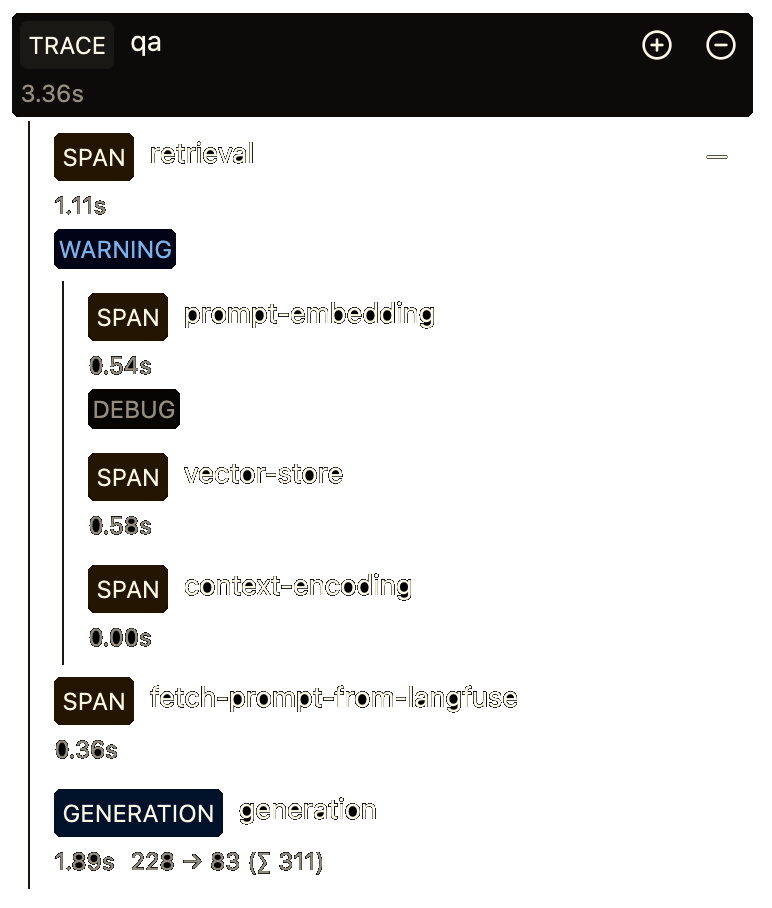 TRACE qa
3.36s
SPAN retrieval
1.11s
WARNING
SPAN prompt-embedding
0.54s
DEBUG
SPAN vector-store
0.58s
SPAN context-encoding
0.00s
SPAN fetch-prompt-from-langfuse
0.36s
GENERATION generation
1.89s 228 → 83 (∑ 311)